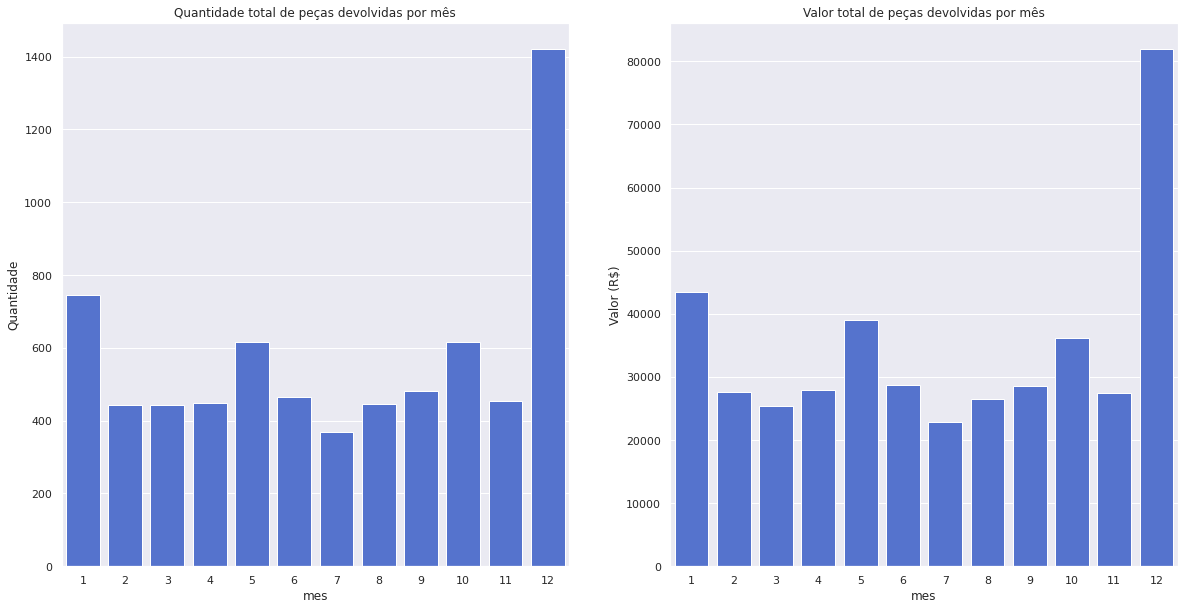 Quantidade total de peças devolvidas por mês
Quantidade
1400
1200
1000
800
600
400
200
0
1 2 3 4 5 6 7 8 9 10 11 12
mes
Valor total de peças devolvidas por mês
Valor (R$)
80000
70000
60000
50000
40000
30000
20000
10000
0
1 2 3 4 5 6 7 8 9 10 11 12
mes